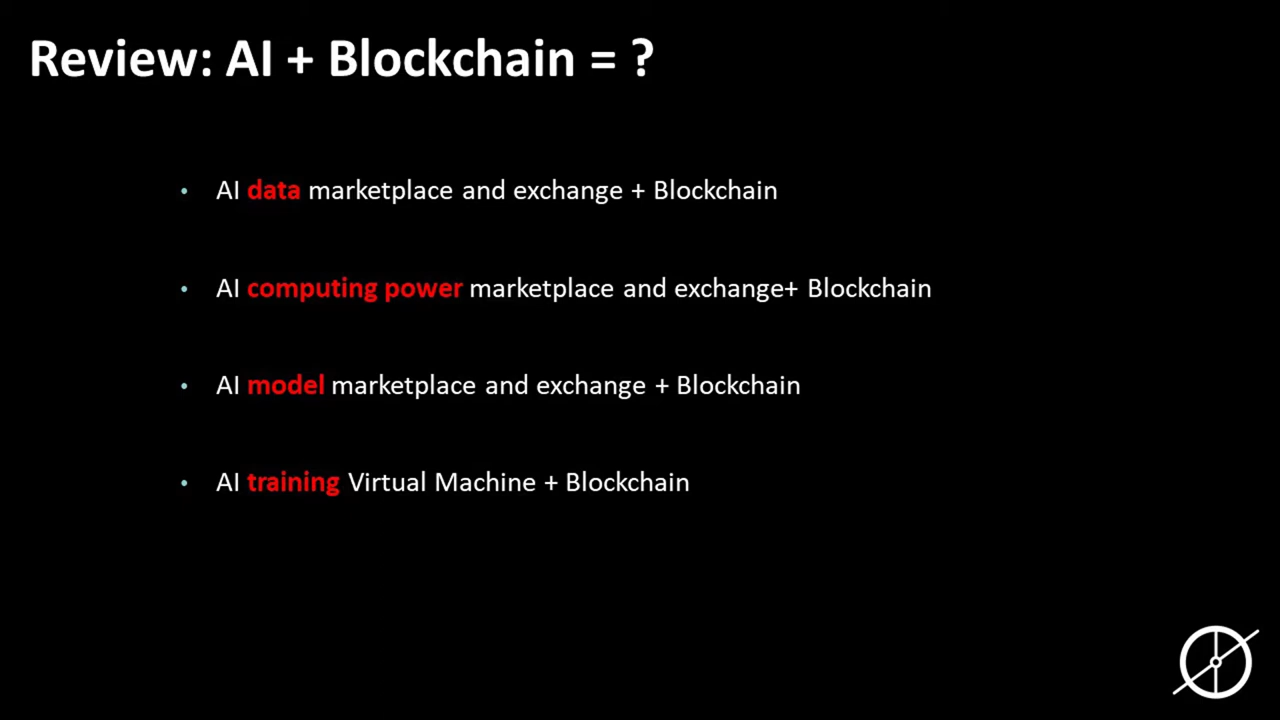 Review: AI + Blockchain = ?
• AI data marketplace and exchange + Blockchain
• AI computing power marketplace and exchange+ Blockchain
• AI model marketplace and exchange + Blockchain
• AI training Virtual Machine + Blockchain